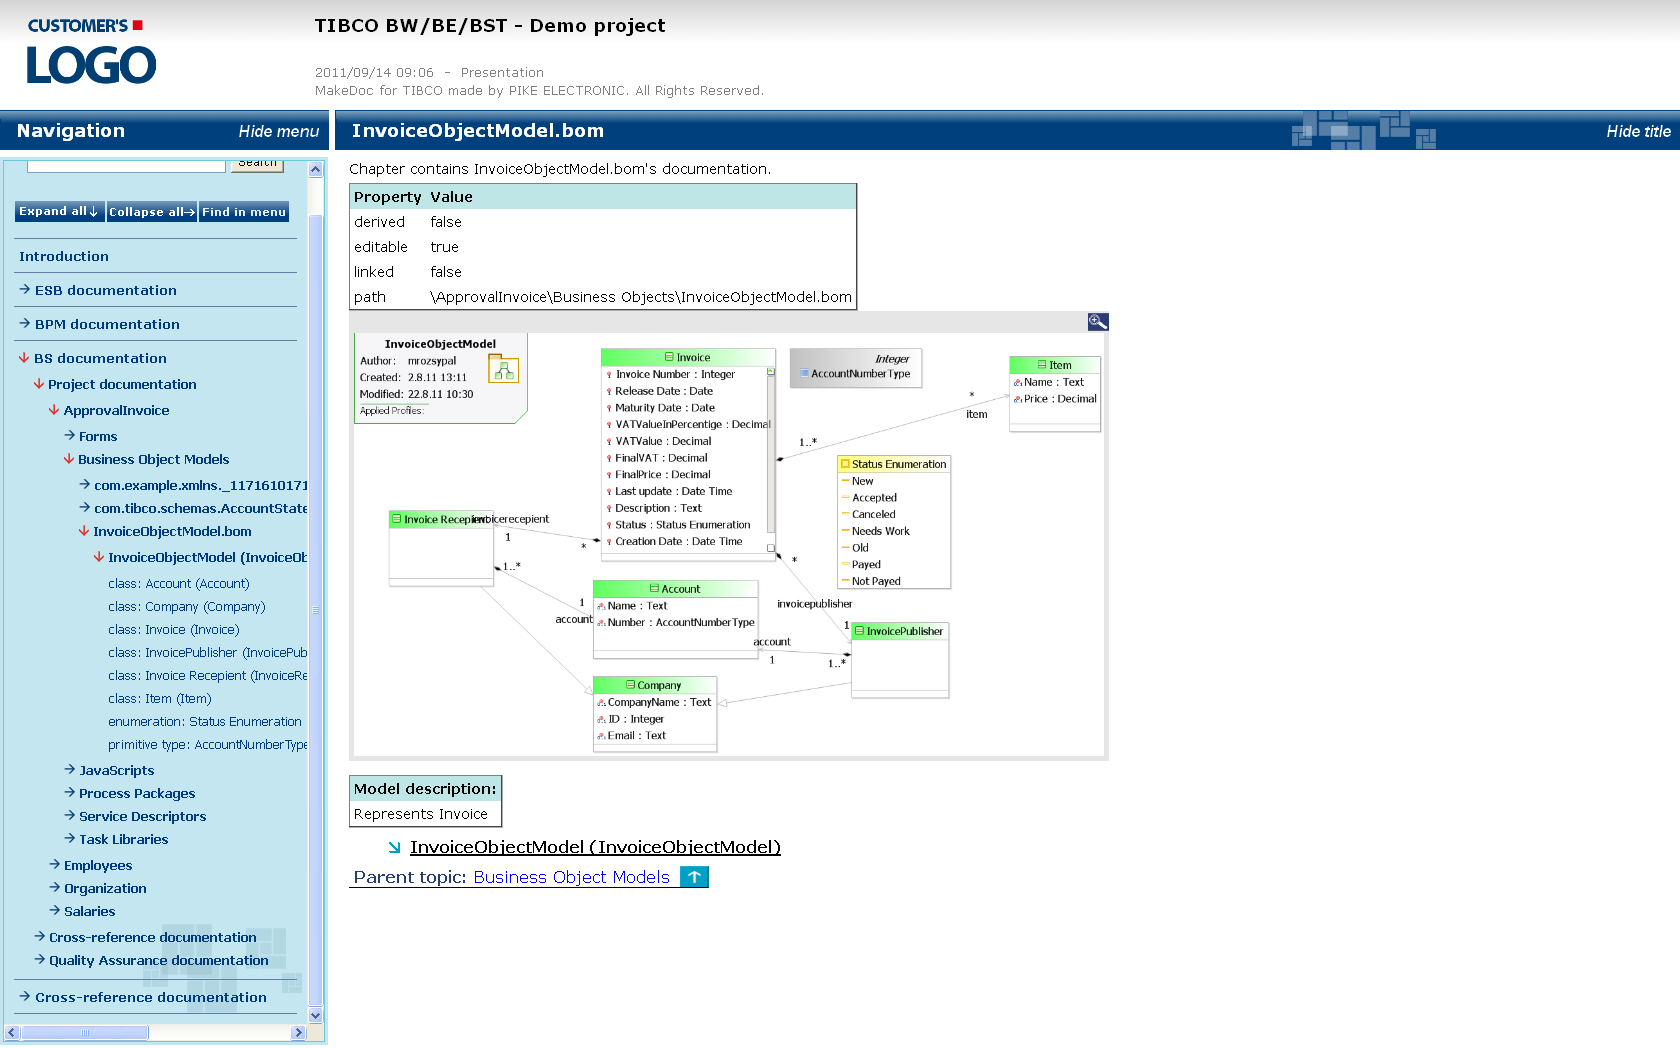 CUSTOMER'S
LOGO
TIBCO BW/BE/BST - Demo project
2011/09/14 09:06 - Presentation
MakeDoc for TIBCO made by PIKE ELECTRONIC. All Rights Reserved.
Navigation
Hide menu
InvoiceObjectModel.bom
Hide title
Search
Expand all↓
Collapse all→
Find in menu
Introduction
ESB documentation
BPM documentation
BS documentation
Project documentation
ApprovalInvoice
Forms
Business Object Models
com.example.xmlns._1171610171
com.tibco.schemas.AccountState
InvoiceObjectModel.bom
InvoiceObjectModel (InvoiceOb
class: Account (Account)
class: Company (Company)
class: Invoice (Invoice)
class: InvoicePublisher (InvoicePub
class: Invoice Recepient (InvoiceRe
class: Item (Item)
enumeration: Status Enumeration
primitive type: AccountNumberType
JavaScripts
Process Packages
Service Descriptors
Task Libraries
Employees
Organization
Salaries
Cross-reference documentation
Quality Assurance documentation
Cross-reference documentation
Chapter contains InvoiceObjectModel.bom's documentation.
Property Value
derived false
editable true
linked false
path \ApprovalInvoice\Business Objects\InvoiceObjectModel.bom
InvoiceObjectModel
Author: mrozsypal
Created: 2.8.11 13:11
Modified: 22.8.11 10:30
Applied Profiles:
Invoice
Invoice Number : Integer
Release Date : Date
Maturity Date : Date
VATValueInPercentige : Decimal
VATValue : Decimal
FinalVAT : Decimal
FinalPrice : Decimal
Last update : Date Time
Description : Text
Status : Status Enumeration
Creation Date : Date Time
Integer
AccountNumberType
Item
Name : Text
Price : Decimal
*
item
1..*
Status Enumeration
New
Accepted
Canceled
Needs Work
Old
Payed
Not Payed
Invoice Recepient
invoicerecepient
1
*
1..*
1
account
Account
Name : Text
Number : AccountNumberType
*
invoicepublisher
1
InvoicePublisher
account
1
1..*
Company
CompanyName : Text
ID : Integer
Email : Text
Model description:
Represents Invoice
InvoiceObjectModel (InvoiceObjectModel)
Parent topic: Business Object Models